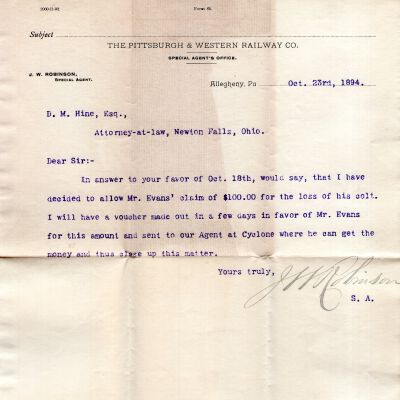 Form 61.
Subject
THE PITTSBURGH & WESTERN RAILWAY CO.
SPECIAL AGENT'S OFFICE.
J. W. ROBINSON,
SPECIAL AGENT.
Allegheny, Pa Oct. 23rd, 1894.
D. M. Hine, Esq.,
Attorney-at-law, Newton Falls, Ohio.
Dear Sir:-
In answer to your favor of Oct. 18th, would say, that I have
decided to allow Mr. Evans' claim of $100.00 for the loss of his colt.
I will have a voucher made out in a few days in favor of Mr. Evans
for this amount and sent to our Agent at Cyclone where he can get the
money and thus close up this matter.
Yours truly,
J W Robinson
S. A.